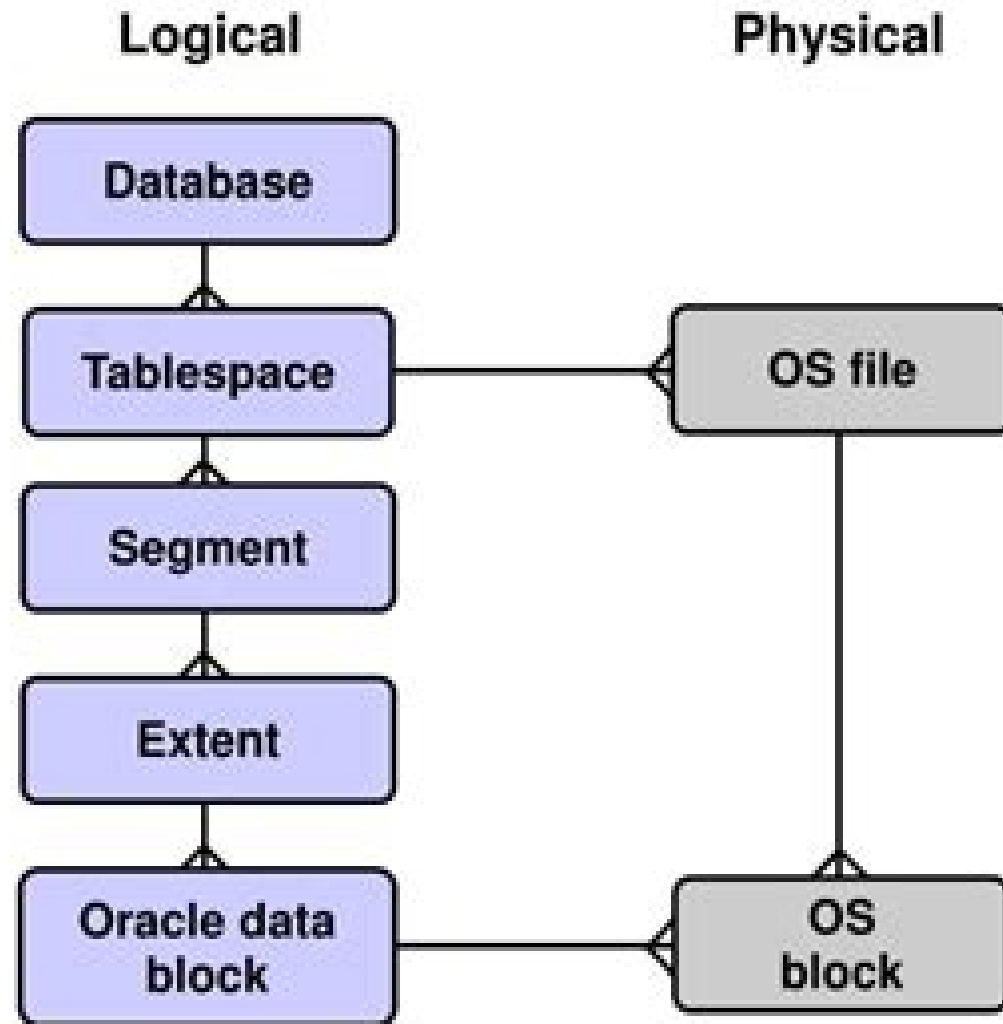 Logical
Physical
Database
Tablespace
OS file
Segment
Extent
Oracle data
block
OS
block